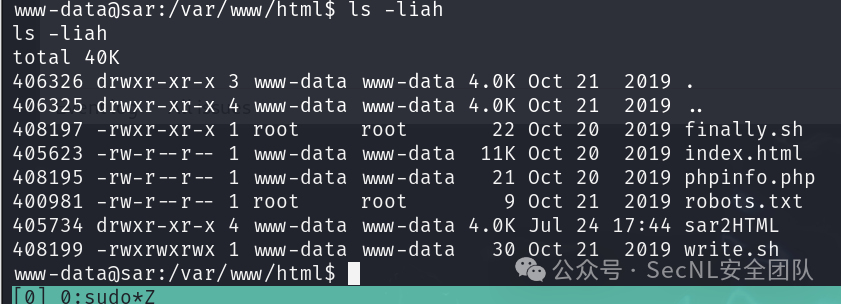 www-data@sar:/var/www/html$ ls -liah
ls -liah
total 40K
406326 drwxr-xr-x 3 www-data www-data 4.0K Oct 21  2019 .
406325 drwxr-xr-x 4 www-data www-data 4.0K Oct 21  2019 ..
408197 -rwxr-xr-x 1 root     root       22 Oct 20  2019 finally.sh
405623 -rw-r--r-- 1 www-data www-data  11K Oct 20  2019 index.html
408195 -rw-r--r-- 1 www-data www-data   21 Oct 20  2019 phpinfo.php
400981 -rw-r--r-- 1 root     root        9 Oct 21  2019 robots.txt
405734 drwxr-xr-x 4 www-data www-data 4.0K Jul 24 17:44 sar2HTML
408199 -rwxrwxrwx 1 www-data www-data   30 Oct 21  2019 write.sh
www-data@sar:/var/www/html$
公众号 · SecNL安全团队
[0] 0:sudo*Z